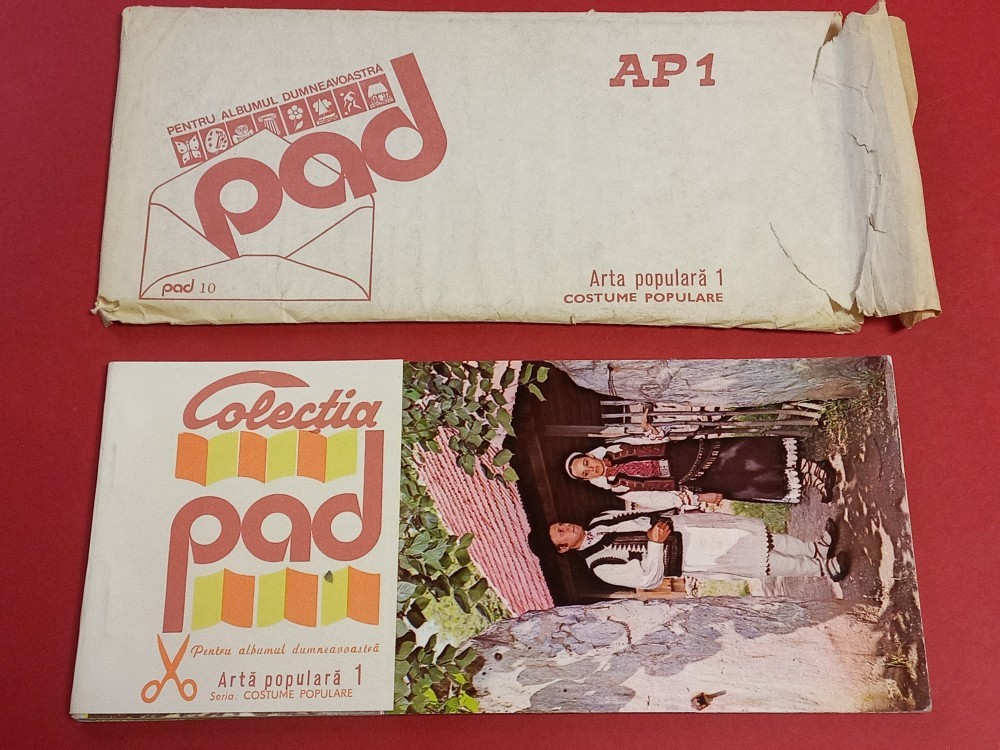 PENTRU ALBUMUL DUMNEAVOASTRĂ
pad
pad 10
AP1
Arta populară 1
COSTUME POPULARE
Colecția
pad
Pentru albumul dumneavoastră
Artă populară 1
Seria: COSTUME POPULARE